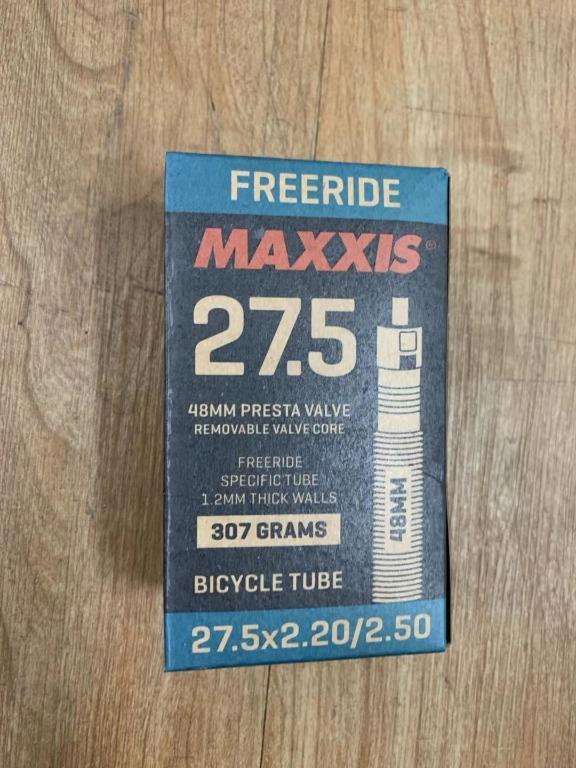 FREERIDE
MAXXIS®
27.5
48MM PRESTA VALVE
REMOVABLE VALVE CORE
FREERIDE
SPECIFIC TUBE
1.2MM THICK WALLS
307 GRAMS
48MM
BICYCLE TUBE
27.5x2.20/2.50